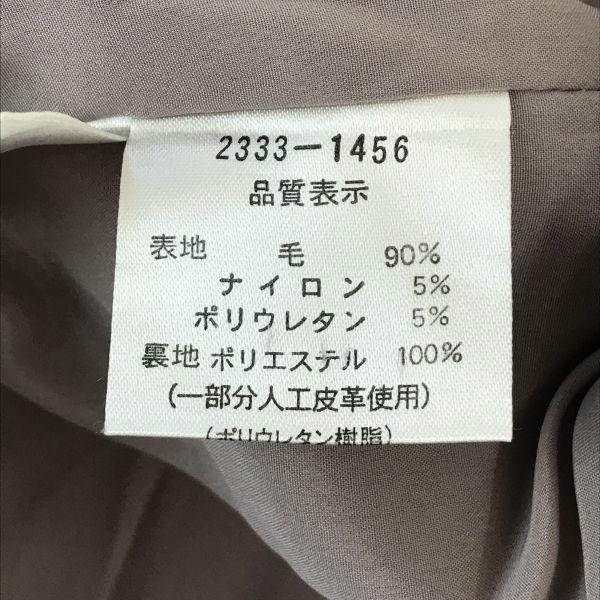 2333-1456
品質表示
表地 毛 90%
ナイロン 5%
ポリウレタン 5%
裏地 ポリエステル 100%
(一部分人工皮革使用)
(ポリウレタン樹脂)